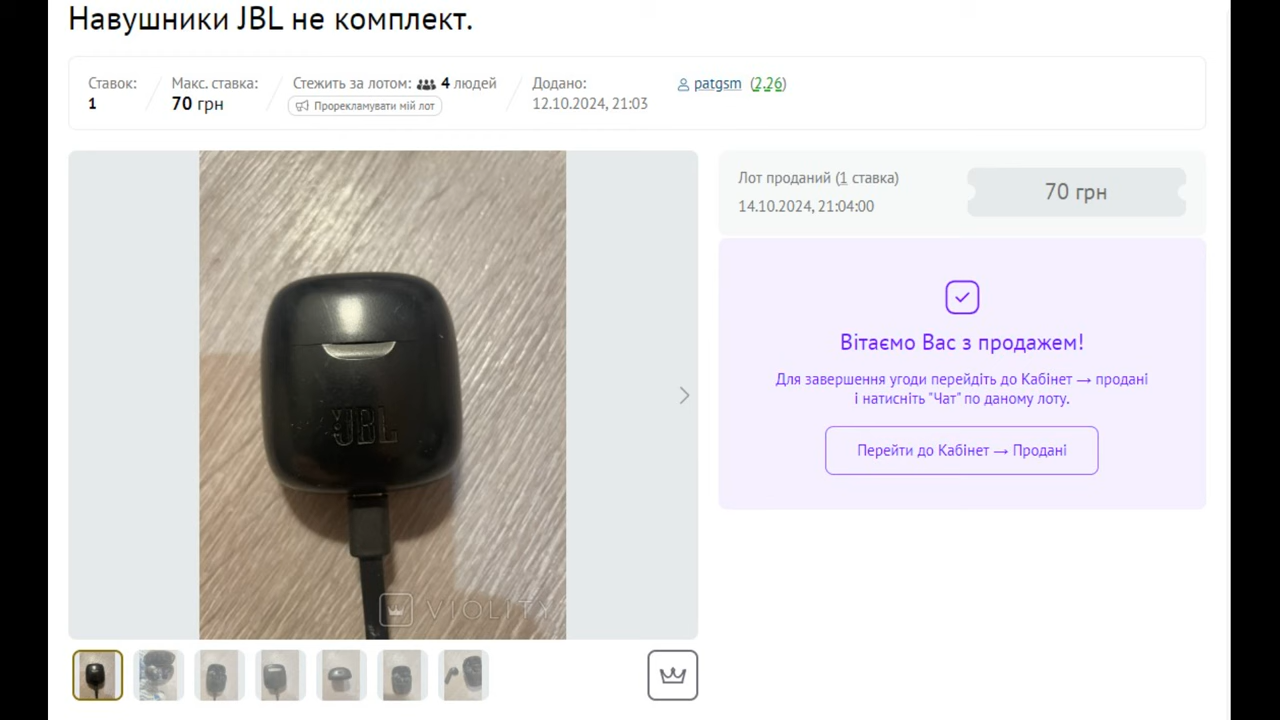 Навушники JBL не комплект.
Ставок:
1
Макс. ставка:
70 грн
Стежить за лотом: 4 людей
Прорекламувати мій лот
Додано:
12.10.2024, 21:03
patgsm (2,26)
Лот проданий (1 ставка)
14.10.2024, 21:04:00
70 грн
Вітаємо Вас з продажем!
Для завершення угоди перейдіть до Кабінет → продані
і натисніть "Чат" по даному лоту.
Перейти до Кабінет → Продані
JBL
VIOLITY